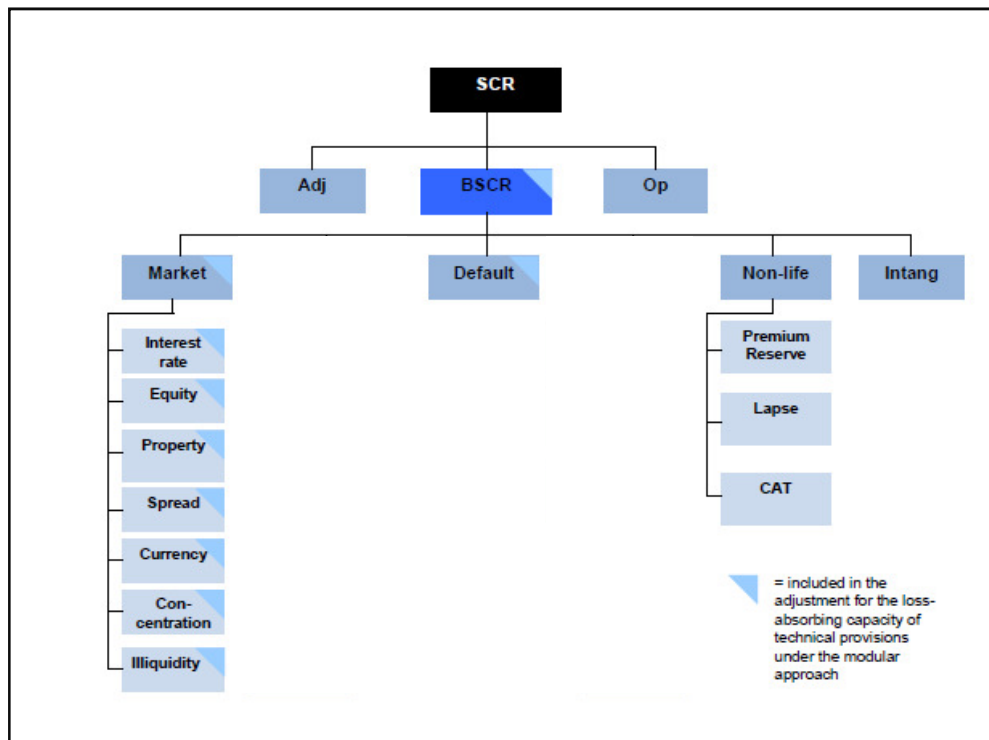 SCR
Adj
BSCR
Op
Market
Default
Non-life
Intang
Interest
rate
Equity
Property
Spread
Currency
Con-
centration
Illiquidity
Premium
Reserve
Lapse
CAT
= included in the
adjustment for the loss-
absorbing capacity of
technical provisions
under the modular
approach